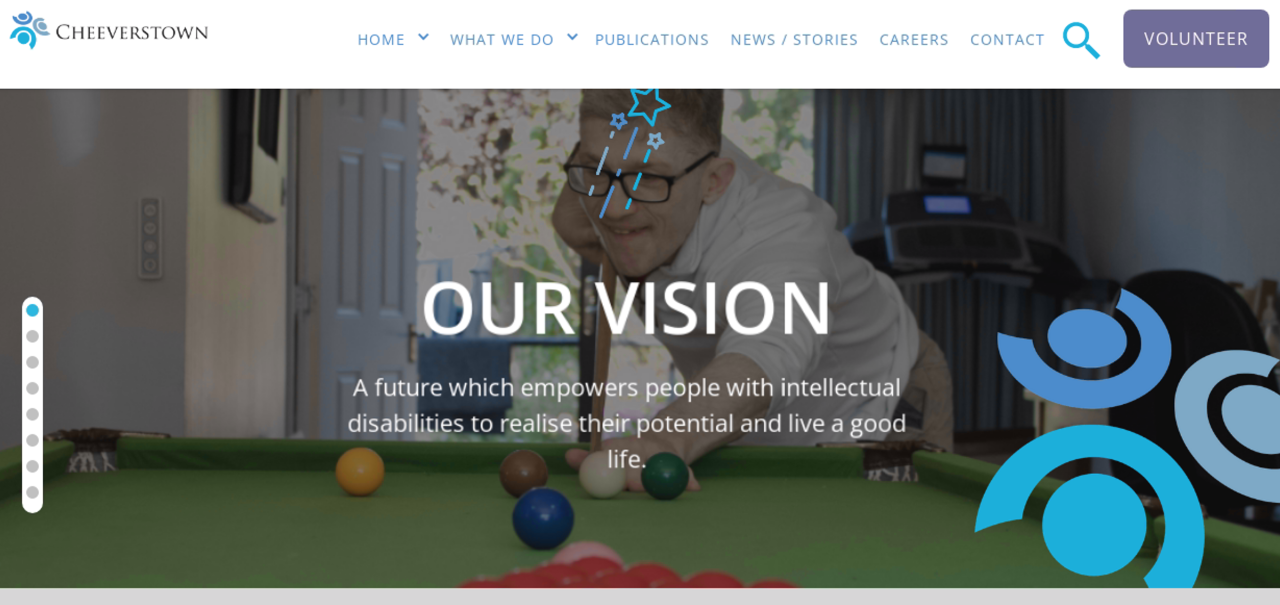 CHEEVERSTOWN
HOME WHAT WE DO PUBLICATIONS NEWS / STORIES CAREERS CONTACT VOLUNTEER
OUR VISION
A future which empowers people with intellectual
disabilities to realise their potential and live a good
life.